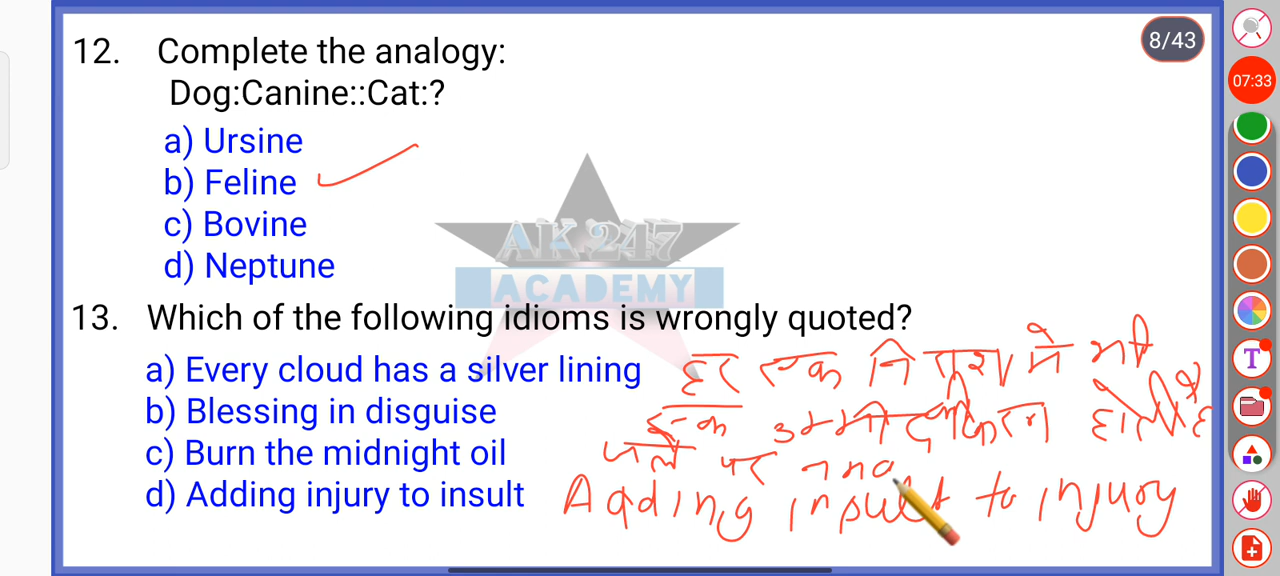 8/43
07:33
12. Complete the analogy:
Dog:Canine::Cat:?
a) Ursine
b) Feline
c) Bovine
d) Neptune
AK 247
ACADEMY
13. Which of the following idioms is wrongly quoted?
a) Every cloud has a silver lining
b) Blessing in disguise
c) Burn the midnight oil
d) Adding injury to insult
हर एक में भी
एक उम्मीद की किरण होती है
जले पर नम
Adding insult to injury
T